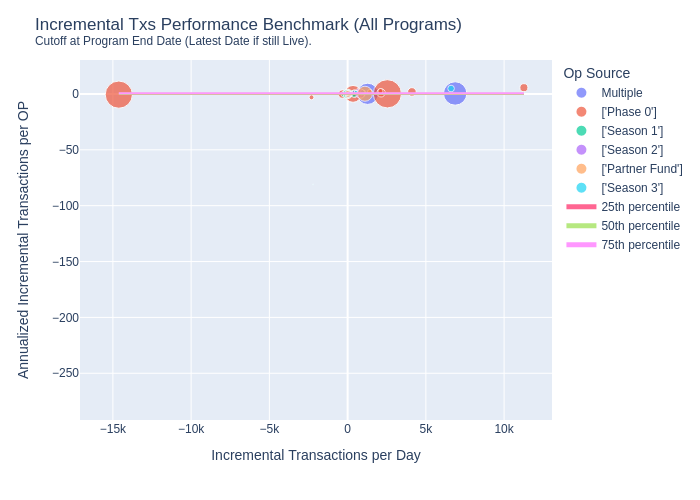 Incremental Txs Performance Benchmark (All Programs)
Cutoff at Program End Date (Latest Date if still Live).
Annualized Incremental Transactions per OP
0
−50
−100
−150
−200
−250
−15k
−10k
−5k
0
5k
10k
Incremental Transactions per Day
Op Source
Multiple
['Phase 0']
['Season 1']
['Season 2']
['Partner Fund']
['Season 3']
25th percentile
50th percentile
75th percentile